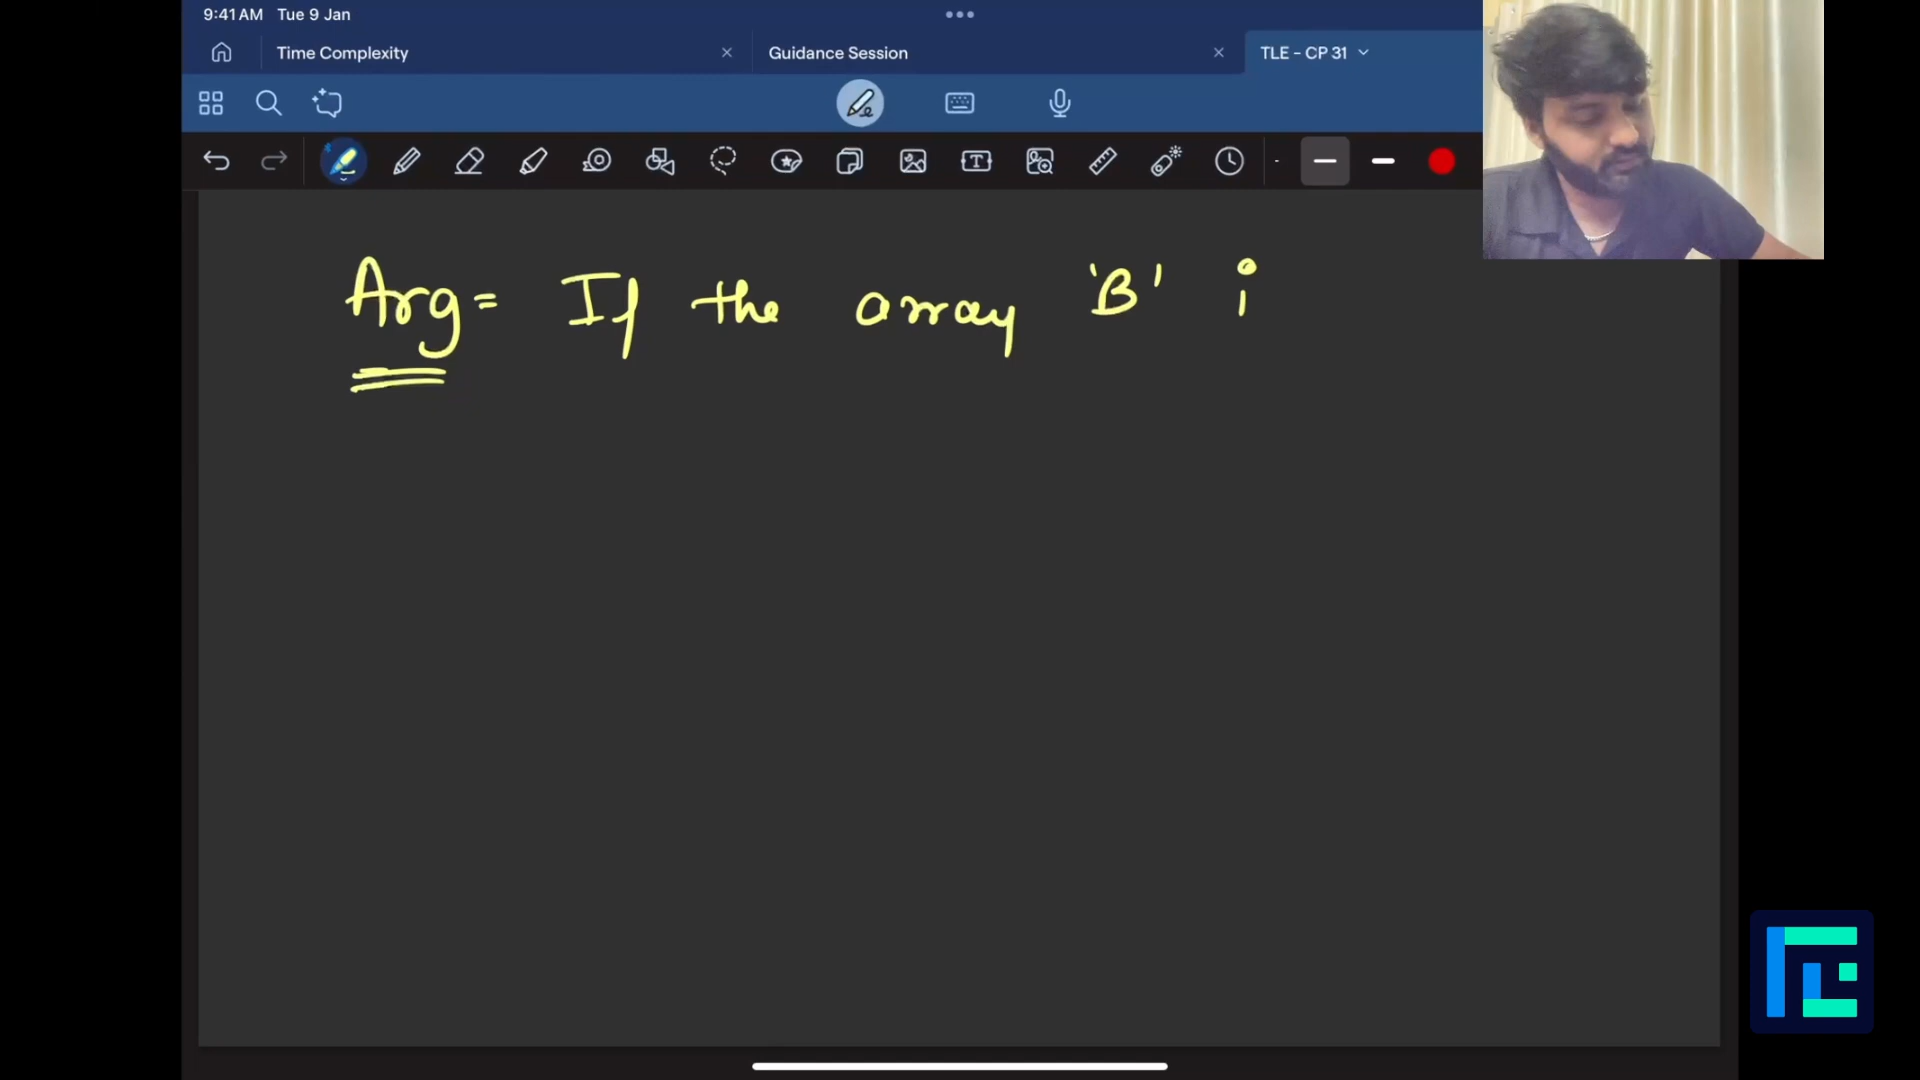 9:41 AM Tue 9 Jan
Time Complexity Guidance Session TLE - CP 31
Arg = If the array 'B' i